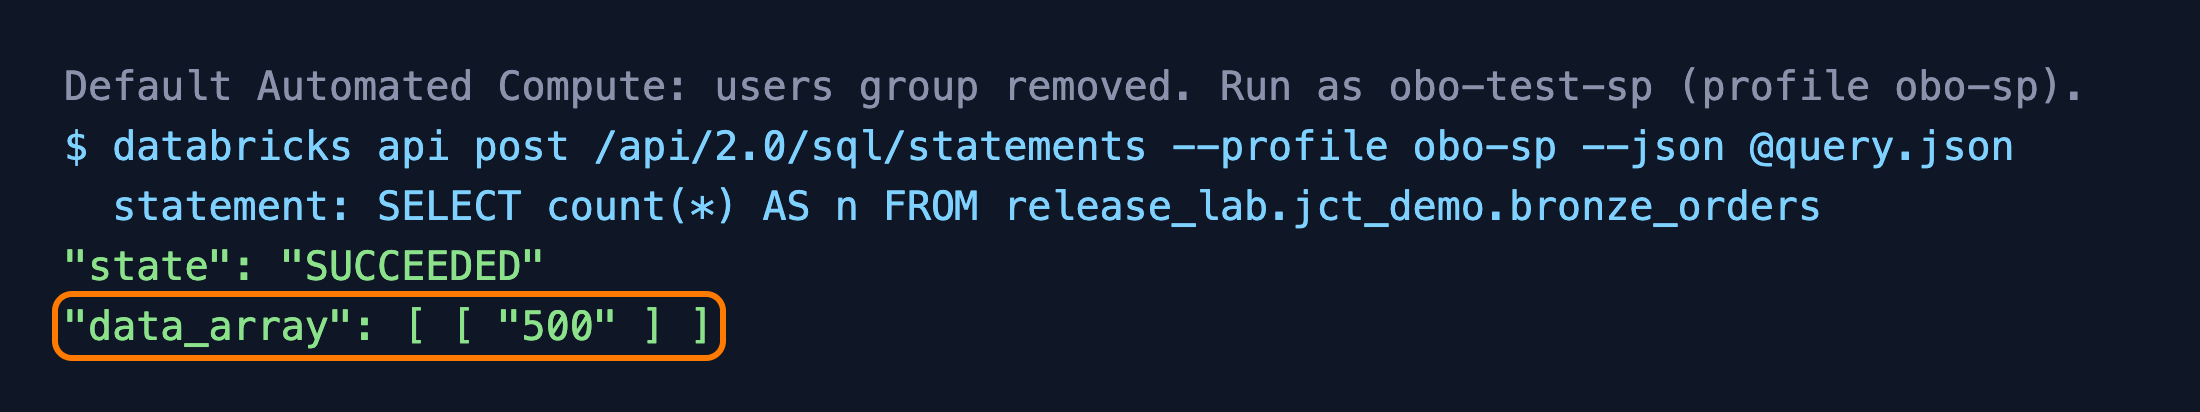 Default Automated Compute: users group removed. Run as obo-test-sp (profile obo-sp).
$ databricks api post /api/2.0/sql/statements --profile obo-sp --json @query.json
  statement: SELECT count(*) AS n FROM release_lab.jct_demo.bronze_orders
"state": "SUCCEEDED"
"data_array": [ [ "500" ] ]